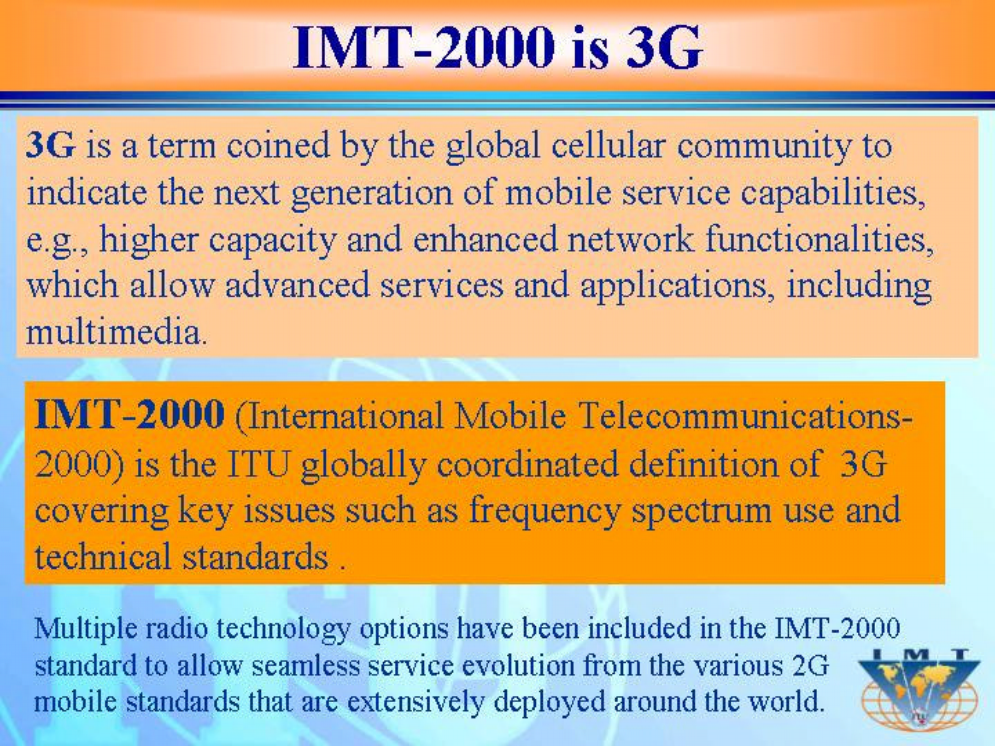 IMT-2000 is 3G
3G is a term coined by the global cellular community to
indicate the next generation of mobile service capabilities,
e.g., higher capacity and enhanced network functionalities,
which allow advanced services and applications, including
multimedia.
IMT-2000 (International Mobile Telecommunications-
2000) is the ITU globally coordinated definition of 3G
covering key issues such as frequency spectrum use and
technical standards .
Multiple radio technology options have been included in the IMT-2000
standard to allow seamless service evolution from the various 2G
mobile standards that are extensively deployed around the world.
IMT